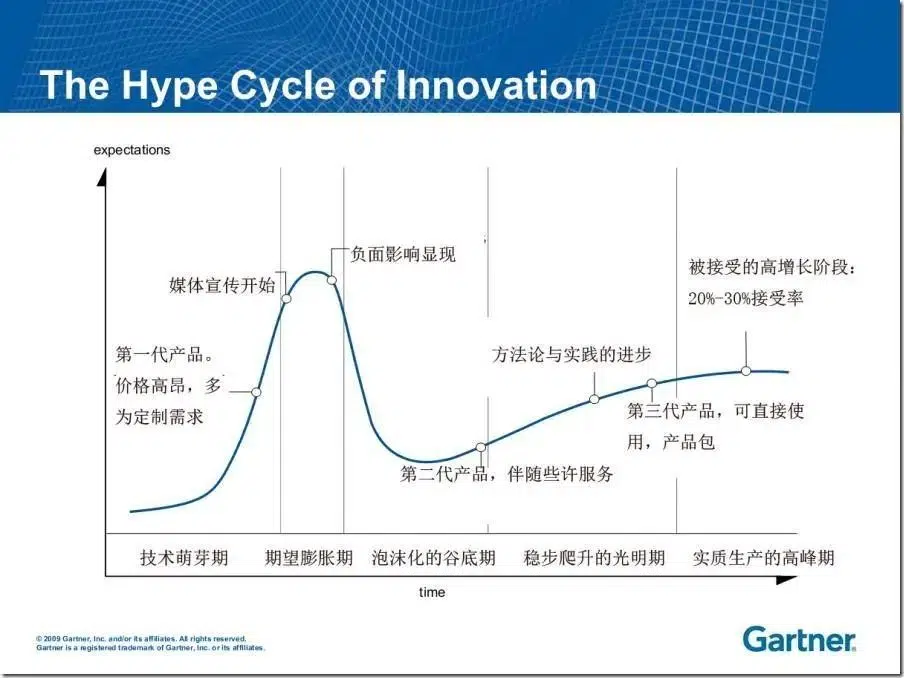 The Hype Cycle of Innovation
expectations
负面影响显现
媒体宣传开始
被接受的高增长阶段：
20%-30%接受率
第一代产品。
价格高昂，多
为定制需求
方法论与实践的进步
第三代产品，可直接使
用，产品包
第二代产品，伴随些许服务
技术萌芽期
期望膨胀期
泡沫化的谷底期
稳步爬升的光明期
实质生产的高峰期
time
© 2009 Gartner, Inc. and/or its affiliates. All rights reserved.
Gartner is a registered trademark of Gartner, Inc. or its affiliates.
Gartner®